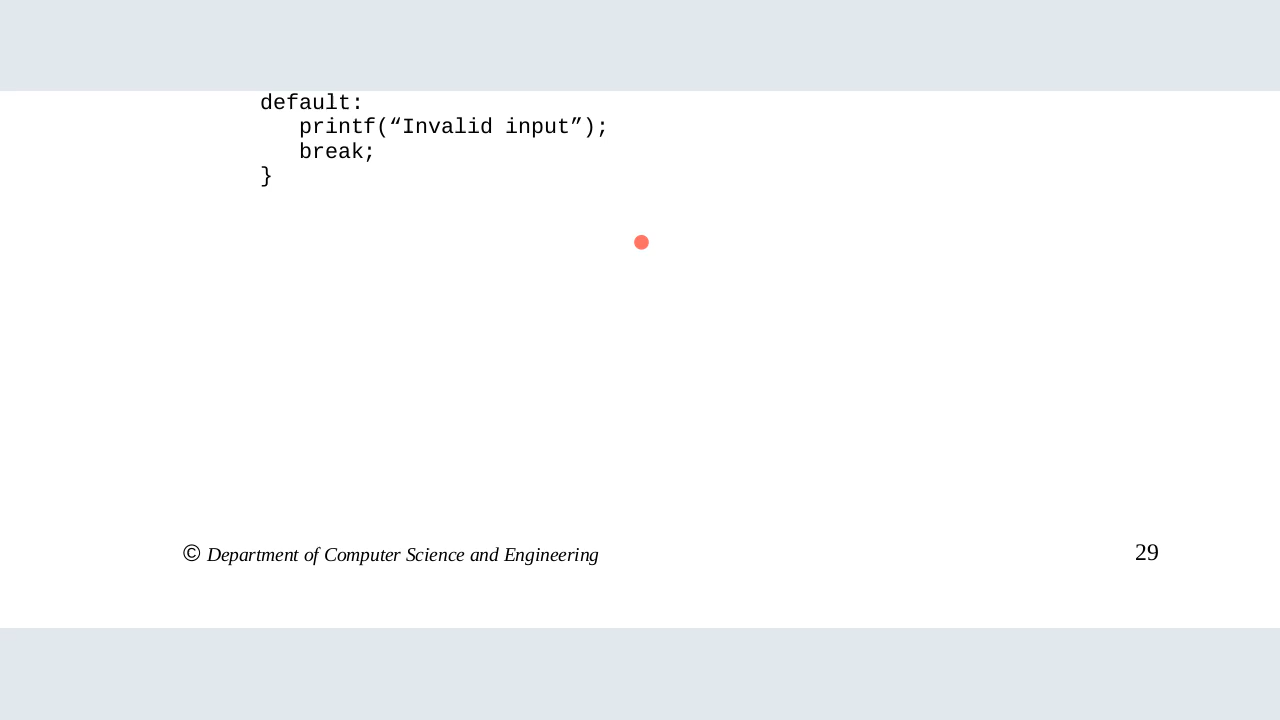 default:
   printf(“Invalid input”);
   break;
}
© Department of Computer Science and Engineering
29